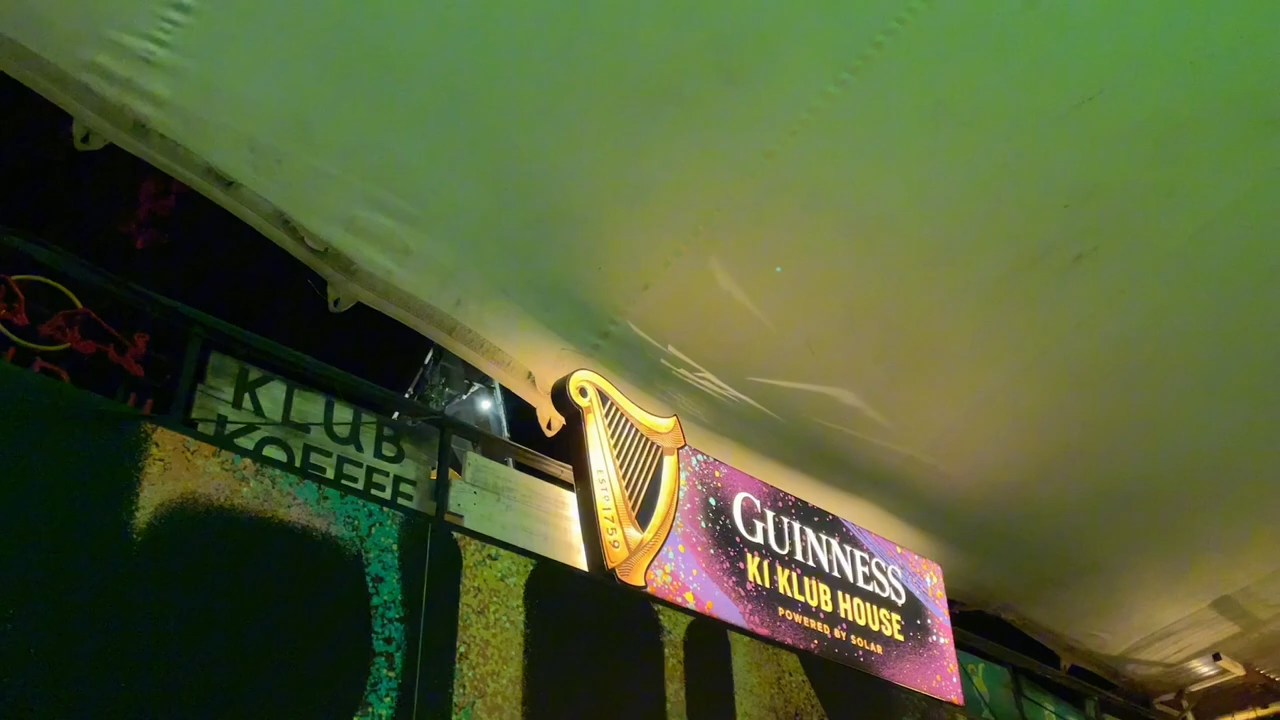 KLUB
KOFFEE
ESTD 1759
GUINNESS
KI KLUB HOUSE
POWERED BY SOLAR